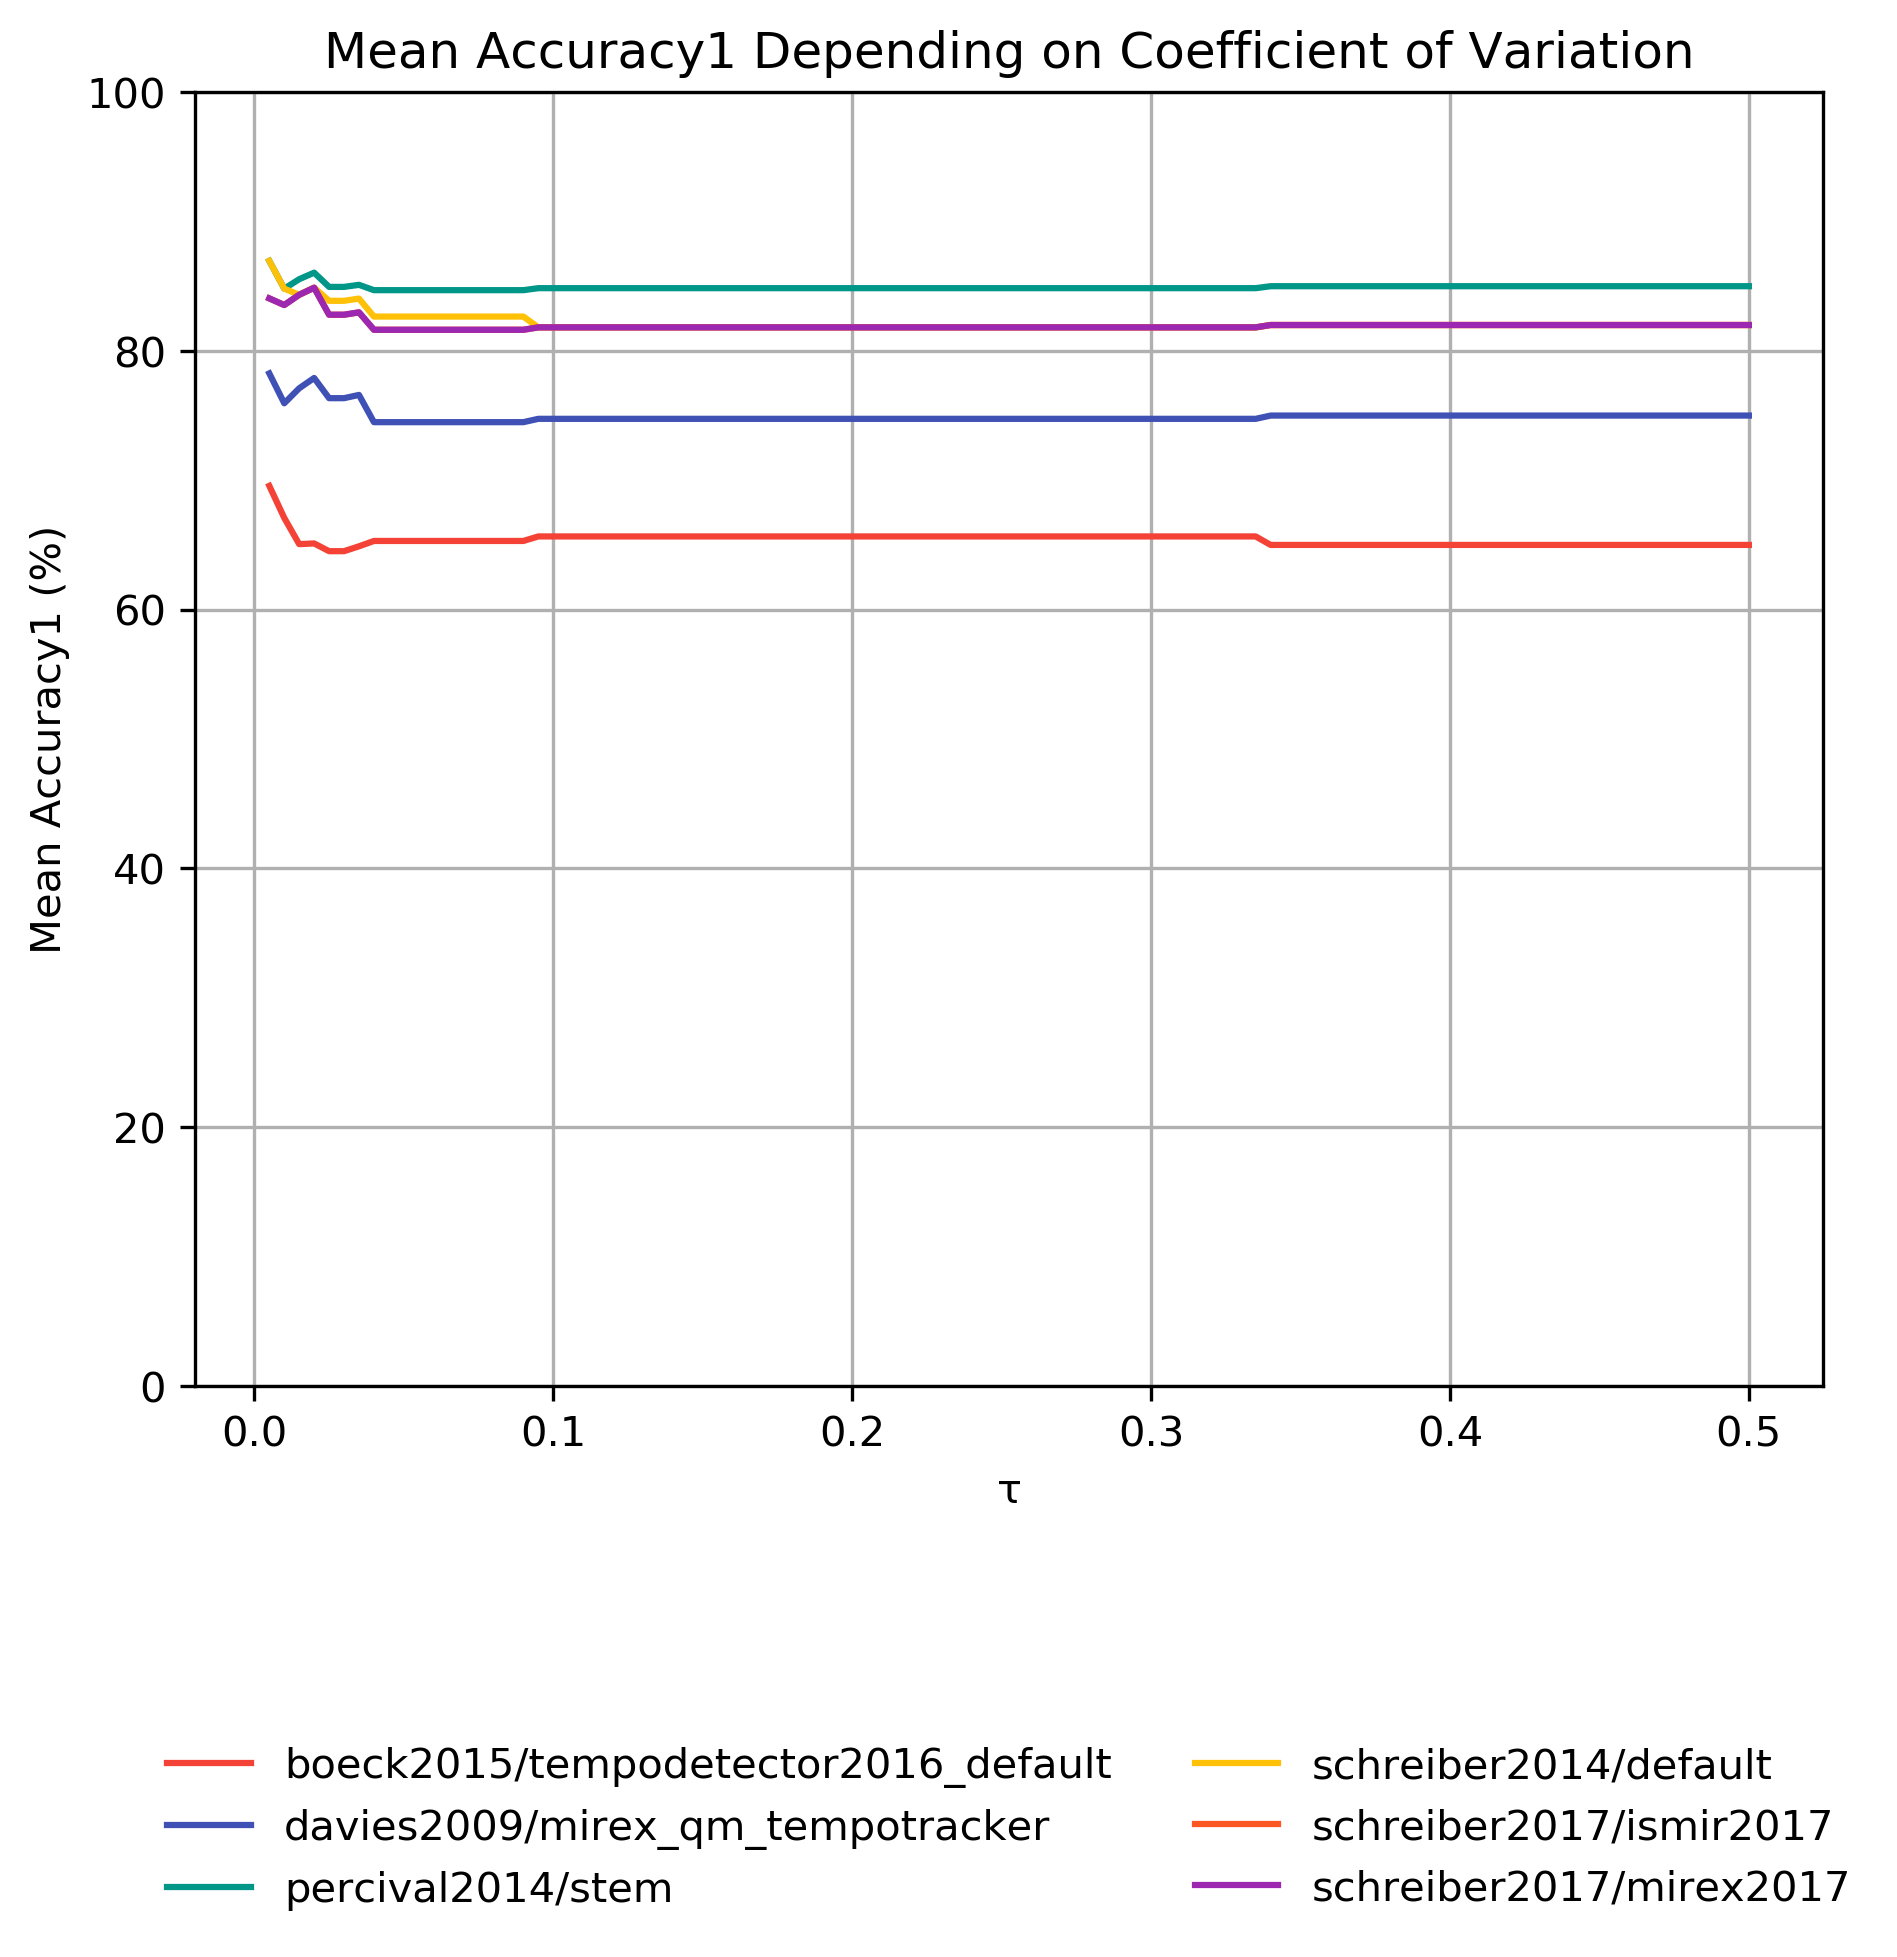 Mean Accuracy1 Depending on Coefficient of Variation
100
80
60
40
20
0
Mean Accuracy1 (%)
0.0 0.1 0.2 0.3 0.4 0.5
τ
boeck2015/tempodetector2016_default
davies2009/mirex_qm_tempotracker
percival2014/stem
schreiber2014/default
schreiber2017/ismir2017
schreiber2017/mirex2017